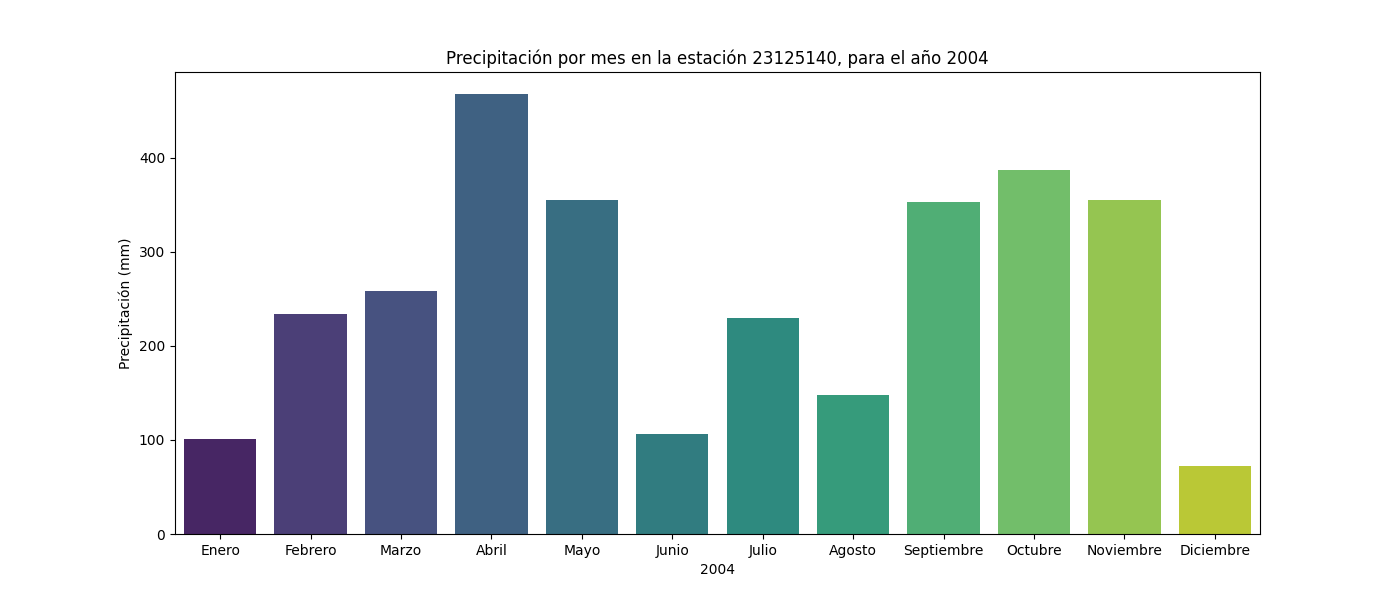 Precipitación por mes en la estación 23125140, para el año 2004
Precipitación (mm)
400
300
200
100
0
Enero Febrero Marzo Abril Mayo Junio Julio Agosto Septiembre Octubre Noviembre Diciembre
2004